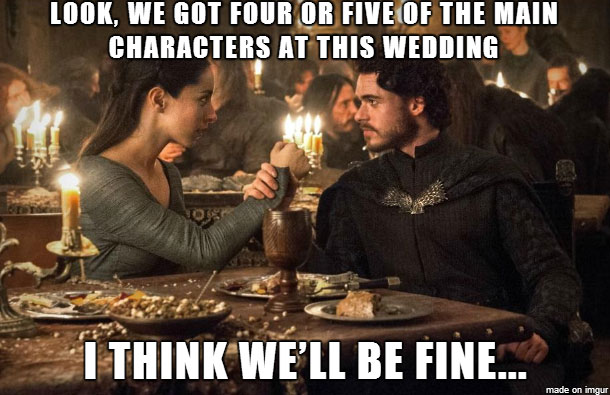 LOOK, WE GOT FOUR OR FIVE OF THE MAIN
CHARACTERS AT THIS WEDDING
I THINK WE'LL BE FINE...
made on imgur